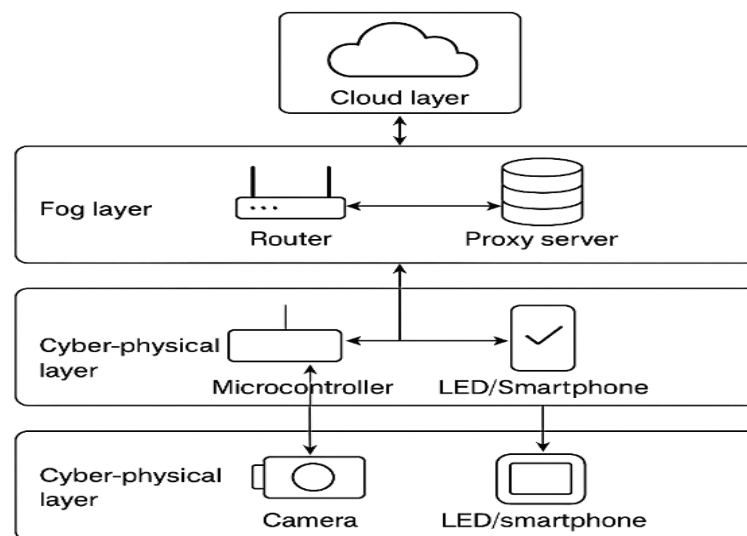 Cloud layer
Fog layer
Router
Proxy server
Cyber-physical
layer
Microcontroller
LED/Smartphone
Cyber-physical
layer
Camera
LED/smartphone